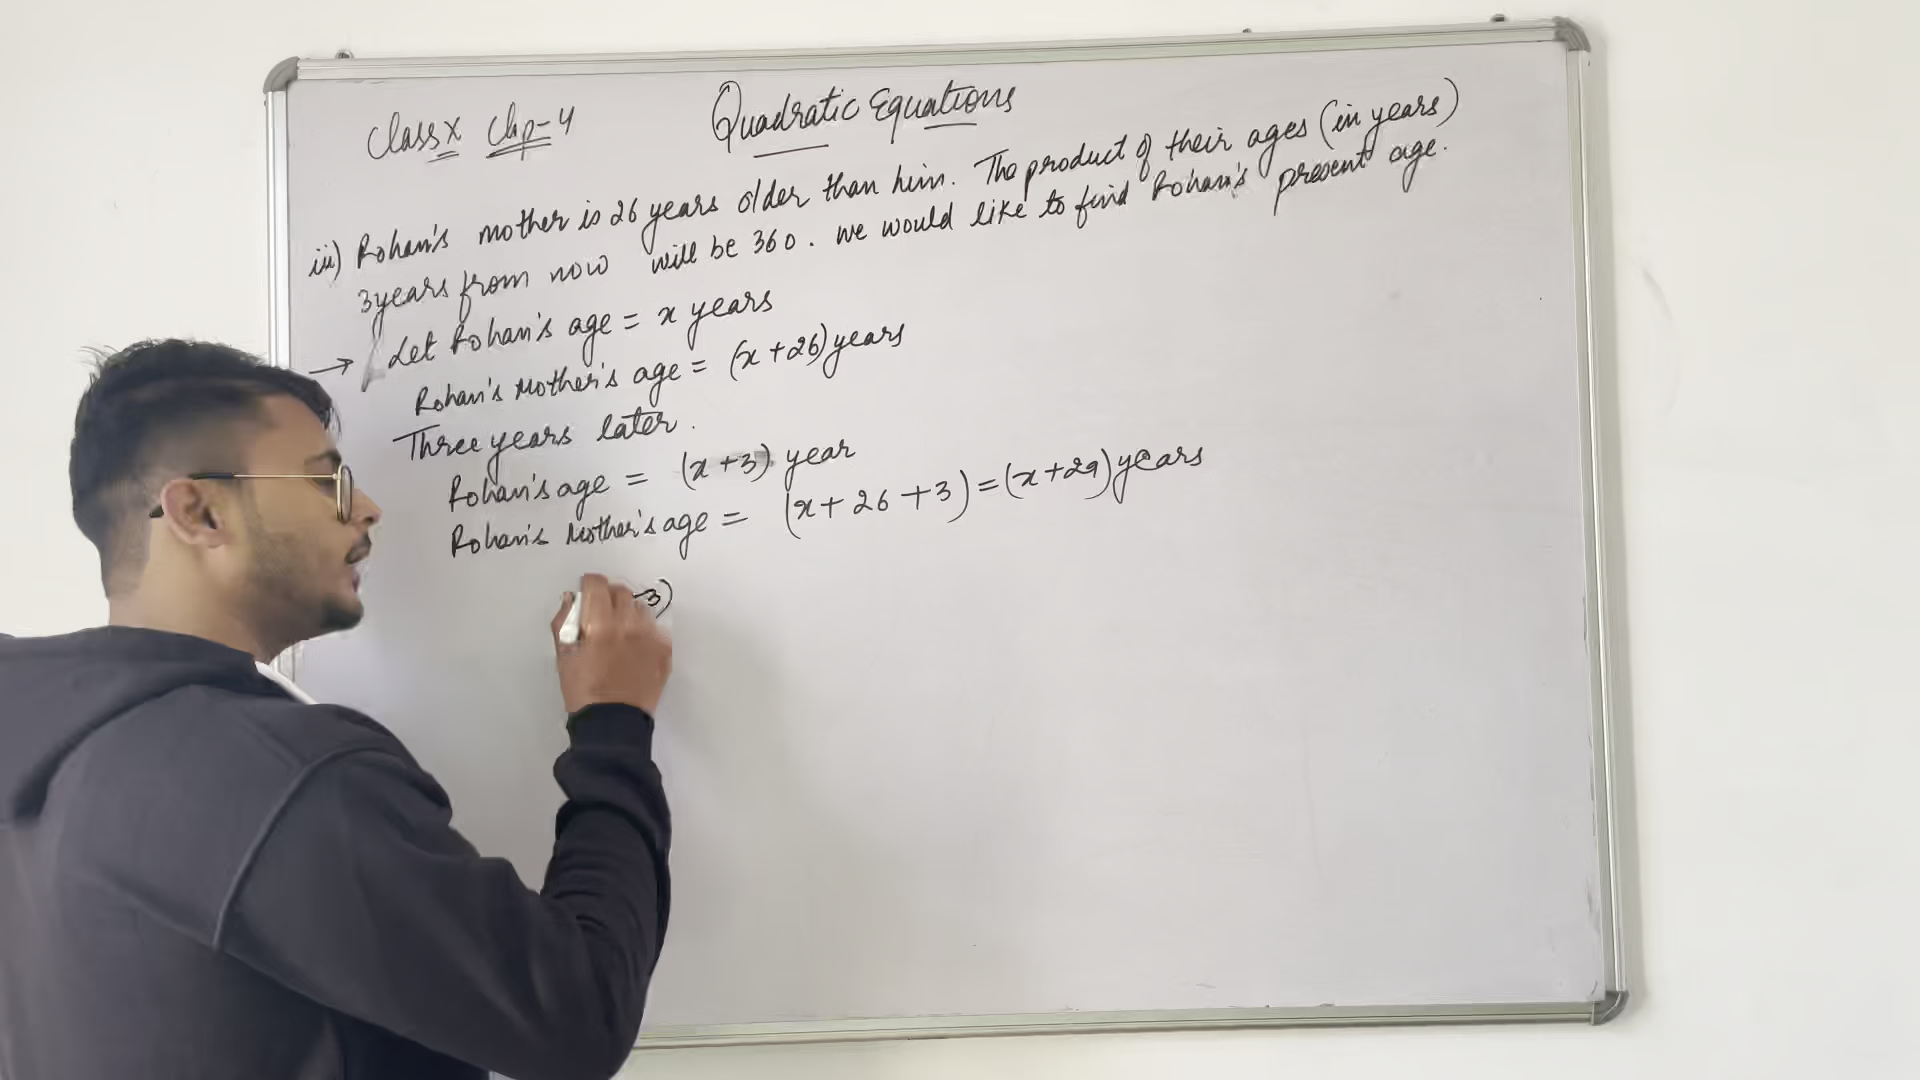 Class X Chp-4 Quadratic Equations
iii) Rohan's mother is 26 years older than him. The product of their ages (in years)
3 years from now will be 360. we would like to find Rohan's present age.
→ Let Rohan's age = x years
Rohan's Mother's age = (x + 26) years
Three years later.
Rohan's age = (x + 3) year
Rohan's Mother's age = (x + 26 + 3) = (x + 29) years
3)